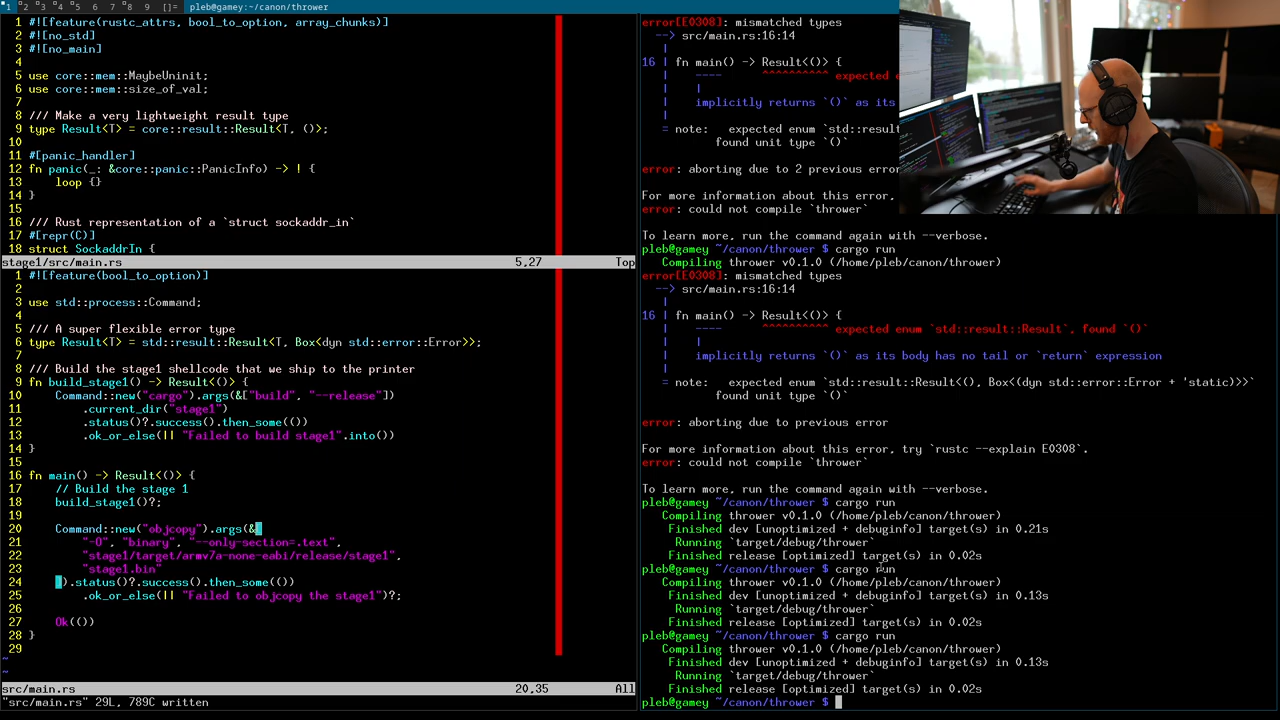 1 2 3 4 5 6 7 8 9 []= pleb@gamey:~/canon/thrower
1 #![feature(rustc_attrs, bool_to_option, array_chunks)]
2 #![no_std]
3 #![no_main]
4
5 use core::mem::MaybeUninit;
6 use core::mem::size_of_val;
7
8 /// Make a very lightweight result type
9 type Result<T> = core::result::Result<T, ()>;
10
11 #[panic_handler]
12 fn panic(_: &core::panic::PanicInfo) -> ! {
13     loop {}
14 }
15
16 /// Rust representation of a `struct sockaddr_in`
17 #[repr(C)]
18 struct SockaddrIn {
stage1/src/main.rs 5,27 Top
1 #![feature(bool_to_option)]
2
3 use std::process::Command;
4
5 /// A super flexible error type
6 type Result<T> = std::result::Result<T, Box<dyn std::error::Error>>;
7
8 /// Build the stage1 shellcode that we ship to the printer
9 fn build_stage1() -> Result<()> {
10     Command::new("cargo").args(&["build", "--release"])
11         .current_dir("stage1")
12         .status()?.success().then_some(())
13         .ok_or_else(|| "Failed to build stage1".into())
14 }
15
16 fn main() -> Result<()> {
17     // Build the stage 1
18     build_stage1()?;
19
20     Command::new("objcopy").args(&[
21         "-O", "binary", "--only-section=.text",
22         "stage1/target/armv7a-none-eabi/release/stage1",
23         "stage1.bin"
24     ]).status()?.success().then_some(())
25         .ok_or_else(|| "Failed to objcopy the stage1")?;
26
27     Ok(())
28 }
29
~
~
src/main.rs 20,35 All
"src/main.rs" 29L, 789C written
error[E0308]: mismatched types
--> src/main.rs:16:14
|
16 | fn main() -> Result<()> {
| ---- ^^^^^^^^^^ expected e
| |
| implicitly returns `()` as its
|
= note: expected enum `std::result
found unit type `()`
error: aborting due to 2 previous error
For more information about this error,
error: could not compile `thrower`
To learn more, run the command again with --verbose.
pleb@gamey ~/canon/thrower $ cargo run
Compiling thrower v0.1.0 (/home/pleb/canon/thrower)
error[E0308]: mismatched types
--> src/main.rs:16:14
|
16 | fn main() -> Result<()> {
| ---- ^^^^^^^^^^ expected enum `std::result::Result`, found `()`
| |
| implicitly returns `()` as its body has no tail or `return` expression
|
= note: expected enum `std::result::Result<(), Box<(dyn std::error::Error + 'static)>>`
found unit type `()`
error: aborting due to previous error
For more information about this error, try `rustc --explain E0308`.
error: could not compile `thrower`
To learn more, run the command again with --verbose.
pleb@gamey ~/canon/thrower $ cargo run
Compiling thrower v0.1.0 (/home/pleb/canon/thrower)
Finished dev [unoptimized + debuginfo] target(s) in 0.21s
Running `target/debug/thrower`
Finished release [optimized] target(s) in 0.02s
pleb@gamey ~/canon/thrower $ cargo run
Compiling thrower v0.1.0 (/home/pleb/canon/thrower)
Finished dev [unoptimized + debuginfo] target(s) in 0.13s
Running `target/debug/thrower`
Finished release [optimized] target(s) in 0.02s
pleb@gamey ~/canon/thrower $ cargo run
Compiling thrower v0.1.0 (/home/pleb/canon/thrower)
Finished dev [unoptimized + debuginfo] target(s) in 0.13s
Running `target/debug/thrower`
Finished release [optimized] target(s) in 0.02s
pleb@gamey ~/canon/thrower $